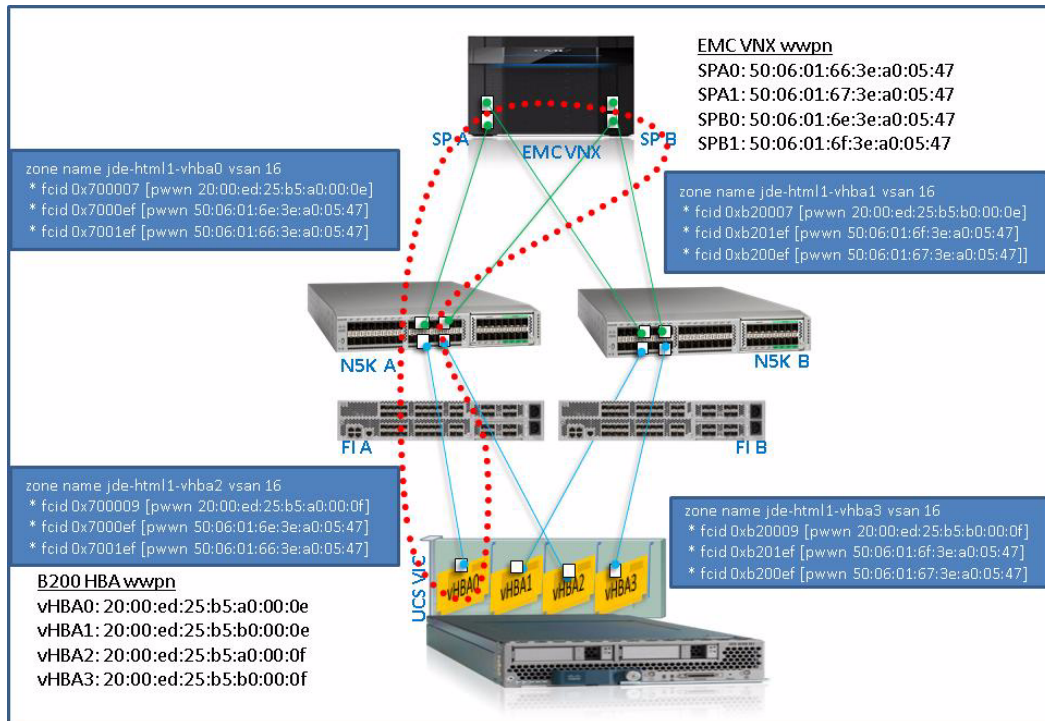 EMC VNX wwpn
SPA0: 50:06:01:66:3e:a0:05:47
SPA1: 50:06:01:67:3e:a0:05:47
SPB0: 50:06:01:6e:3e:a0:05:47
SPB1: 50:06:01:6f:3e:a0:05:47
SP A
EMC VNX
SP B
zone name jde-html1-vhba0 vsan 16
* fcid 0x700007 [pwwn 20:00:ed:25:b5:a0:00:0e]
* fcid 0x7000ef [pwwn 50:06:01:6e:3e:a0:05:47]
* fcid 0x7001ef [pwwn 50:06:01:66:3e:a0:05:47]
zone name jde-html1-vhba1 vsan 16
* fcid 0xb20007 [pwwn 20:00:ed:25:b5:b0:00:0e]
* fcid 0xb201ef [pwwn 50:06:01:6f:3e:a0:05:47]
* fcid 0xb200ef [pwwn 50:06:01:67:3e:a0:05:47]]
N5K A
N5K B
FI A
FI B
zone name jde-html1-vhba2 vsan 16
* fcid 0x700009 [pwwn 20:00:ed:25:b5:a0:00:0f]
* fcid 0x7000ef [pwwn 50:06:01:6e:3e:a0:05:47]
* fcid 0x7001ef [pwwn 50:06:01:66:3e:a0:05:47]
zone name jde-html1-vhba3 vsan 16
* fcid 0xb20009 [pwwn 20:00:ed:25:b5:b0:00:0f]
* fcid 0xb201ef [pwwn 50:06:01:6f:3e:a0:05:47]
* fcid 0xb200ef [pwwn 50:06:01:67:3e:a0:05:47]
UCS VIC
vHBA0
vHBA1
vHBA2
vHBA3
B200 HBA wwpn
vHBA0: 20:00:ed:25:b5:a0:00:0e
vHBA1: 20:00:ed:25:b5:b0:00:0e
vHBA2: 20:00:ed:25:b5:a0:00:0f
vHBA3: 20:00:ed:25:b5:b0:00:0f